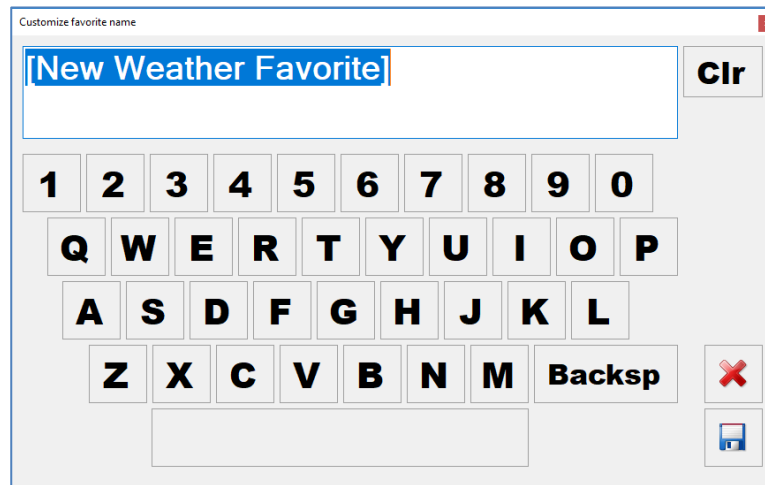 Customize favorite name
[New Weather Favorite]
Clr
1 2 3 4 5 6 7 8 9 0
Q W E R T Y U I O P
A S D F G H J K L
Z X C V B N M Backsp